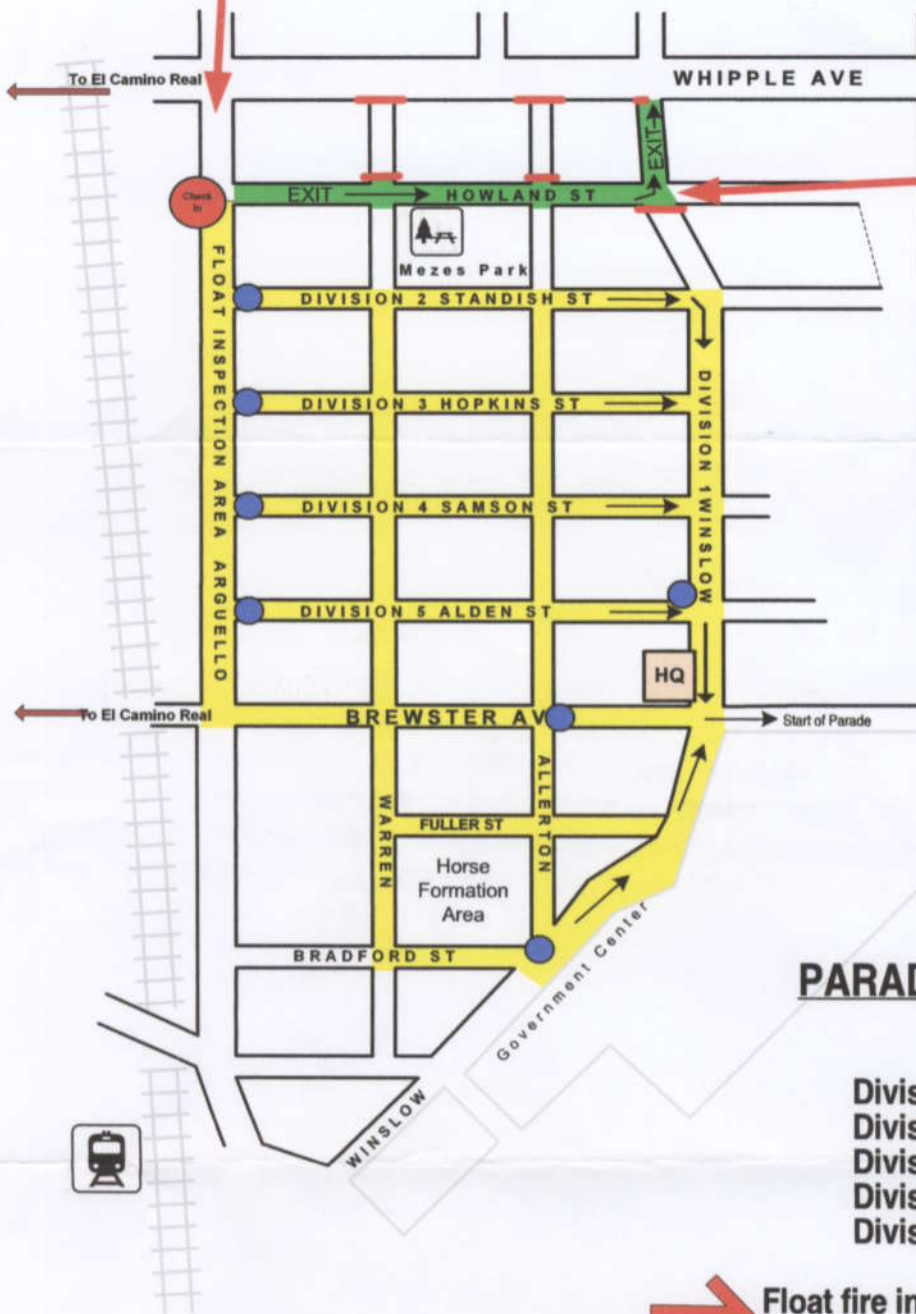 To El Camino Real
WHIPPLE AVE
Check In
EXIT
HOWLAND ST
EXIT
Mezes Park
FLOAT INSPECTION AREA ARGUELLO
DIVISION 2 STANDISH ST
DIVISION 3 HOPKINS ST
DIVISION 1WINSLOW
DIVISION 4 SAMSON ST
DIVISION 5 ALDEN ST
HQ
To El Camino Real
BREWSTER AV
Start of Parade
WARREN
ALLERTON
FULLER ST
Horse
Formation
Area
BRADFORD ST
Government Center
WINSLOW
PARAD
Divis
Divis
Divis
Divis
Divis
Float fire in